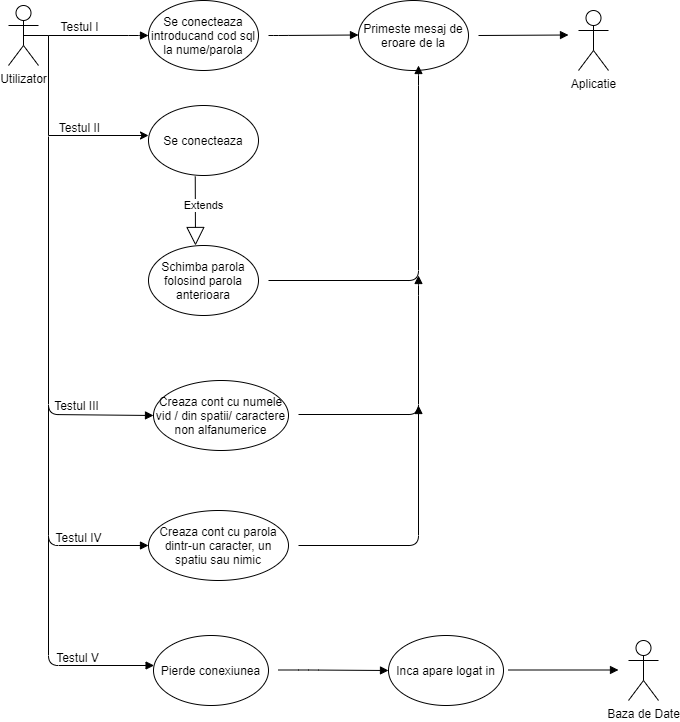 Testul I
Se conecteaza
introducand cod sql
la nume/parola
Primeste mesaj de
eroare de la
Utilizator
Aplicatie
Testul II
Se conecteaza
Extends
Schimba parola
folosind parola
anterioara
Testul III
Creaza cont cu numele
vid / din spatii/ caractere
non alfanumerice
Testul IV
Creaza cont cu parola
dintr-un caracter, un
spatiu sau nimic
Testul V
Pierde conexiunea
Inca apare logat in
Baza de Date